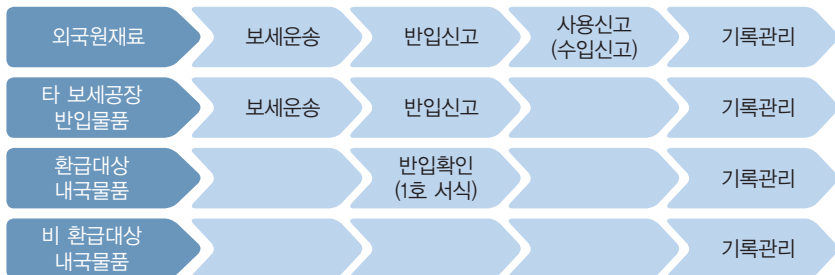 외국원재료 보세운송 반입신고 사용신고 (수입신고) 기록관리
타 보세공장 반입물품 보세운송 반입신고 기록관리
환급대상 내국물품 반입확인 (1호 서식) 기록관리
비 환급대상 내국물품 기록관리